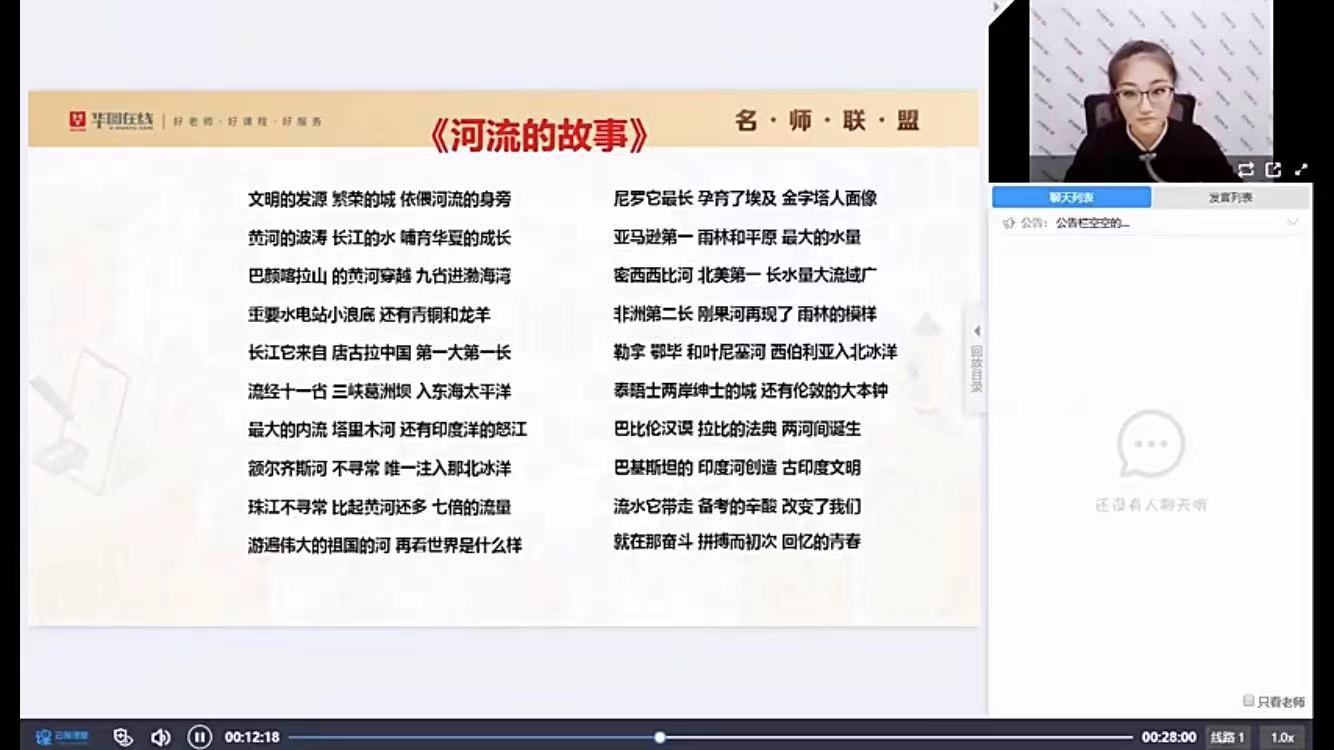 华图在线
好老师·好课程·好服务
《河流的故事》
名·师·联·盟
文明的发源 繁荣的城 依偎河流的身旁
黄河的波涛 长江的水 哺育华夏的成长
巴颜喀拉山 的黄河穿越 九省进渤海湾
重要水电站小浪底 还有青铜和龙羊
长江它来自 唐古拉中国 第一大第一长
流经十一省 三峡葛洲坝 入东海太平洋
最大的内流 塔里木河 还有印度洋的怒江
额尔齐斯河 不寻常 唯一注入那北冰洋
珠江不寻常 比起黄河还多 七倍的流量
游遍伟大的祖国的河 再看世界是什么样
尼罗它最长 孕育了埃及 金字塔人面像
亚马逊第一 雨林和平原 最大的水量
密西西比河 北美第一 长水量大流域广
非洲第二长 刚果河再现了 雨林的模样
勒拿 鄂毕 和叶尼塞河 西伯利亚入北冰洋
泰晤士两岸绅士的城 还有伦敦的大本钟
巴比伦汉谟 拉比的法典 两河间诞生
巴基斯坦的 印度河创造 古印度文明
流水它带走 备考的辛酸 改变了我们
就在那奋斗 拼搏而初次 回忆的青春
回放目录
聊天列表
发言列表
公告: 公告栏空空的...
还没有人聊天哦
只看老师
00:12:18
00:28:00
线路 1
1.0x